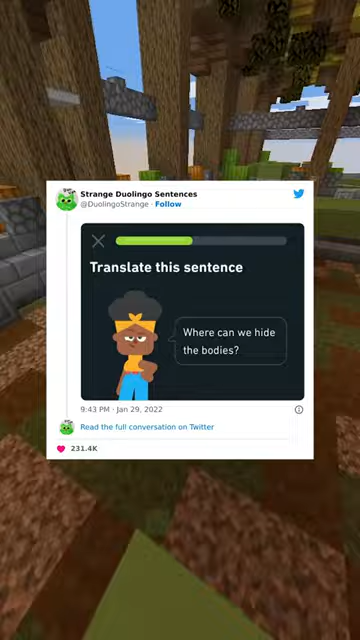 Strange Duolingo Sentences
@DuolingoStrange · Follow
Translate this sentence
Where can we hide
the bodies?
9:43 PM · Jan 29, 2022
Read the full conversation on Twitter
231.4K